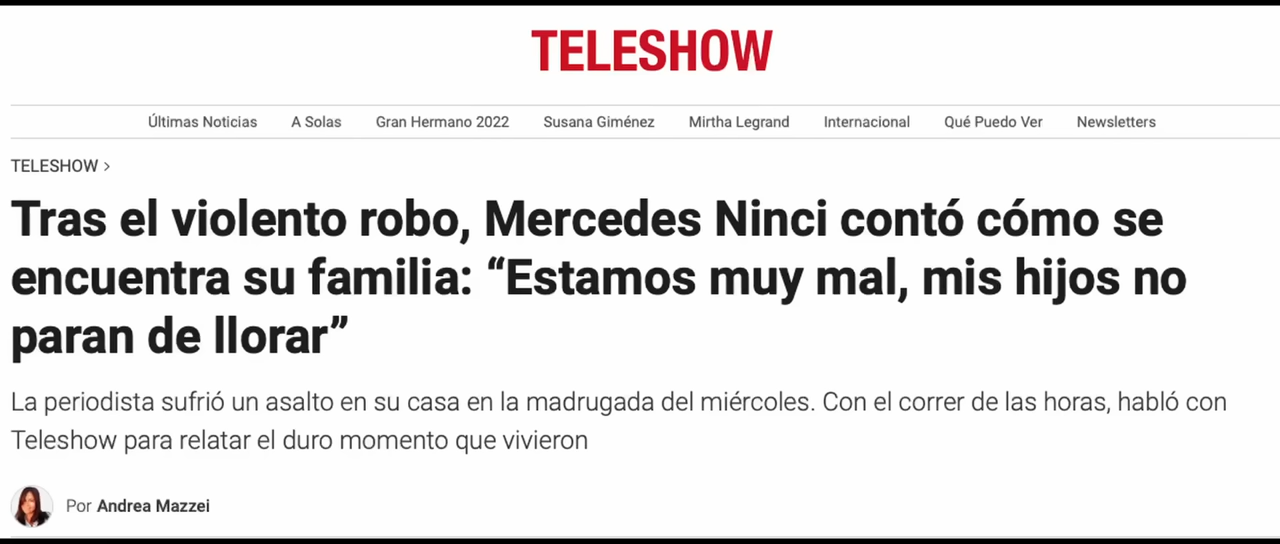 TELESHOW
Últimas Noticias A Solas Gran Hermano 2022 Susana Giménez Mirtha Legrand Internacional Qué Puedo Ver Newsletters
TELESHOW >
Tras el violento robo, Mercedes Ninci contó cómo se
encuentra su familia: “Estamos muy mal, mis hijos no
paran de llorar”
La periodista sufrió un asalto en su casa en la madrugada del miércoles. Con el correr de las horas, habló con
Teleshow para relatar el duro momento que vivieron
Por Andrea Mazzei